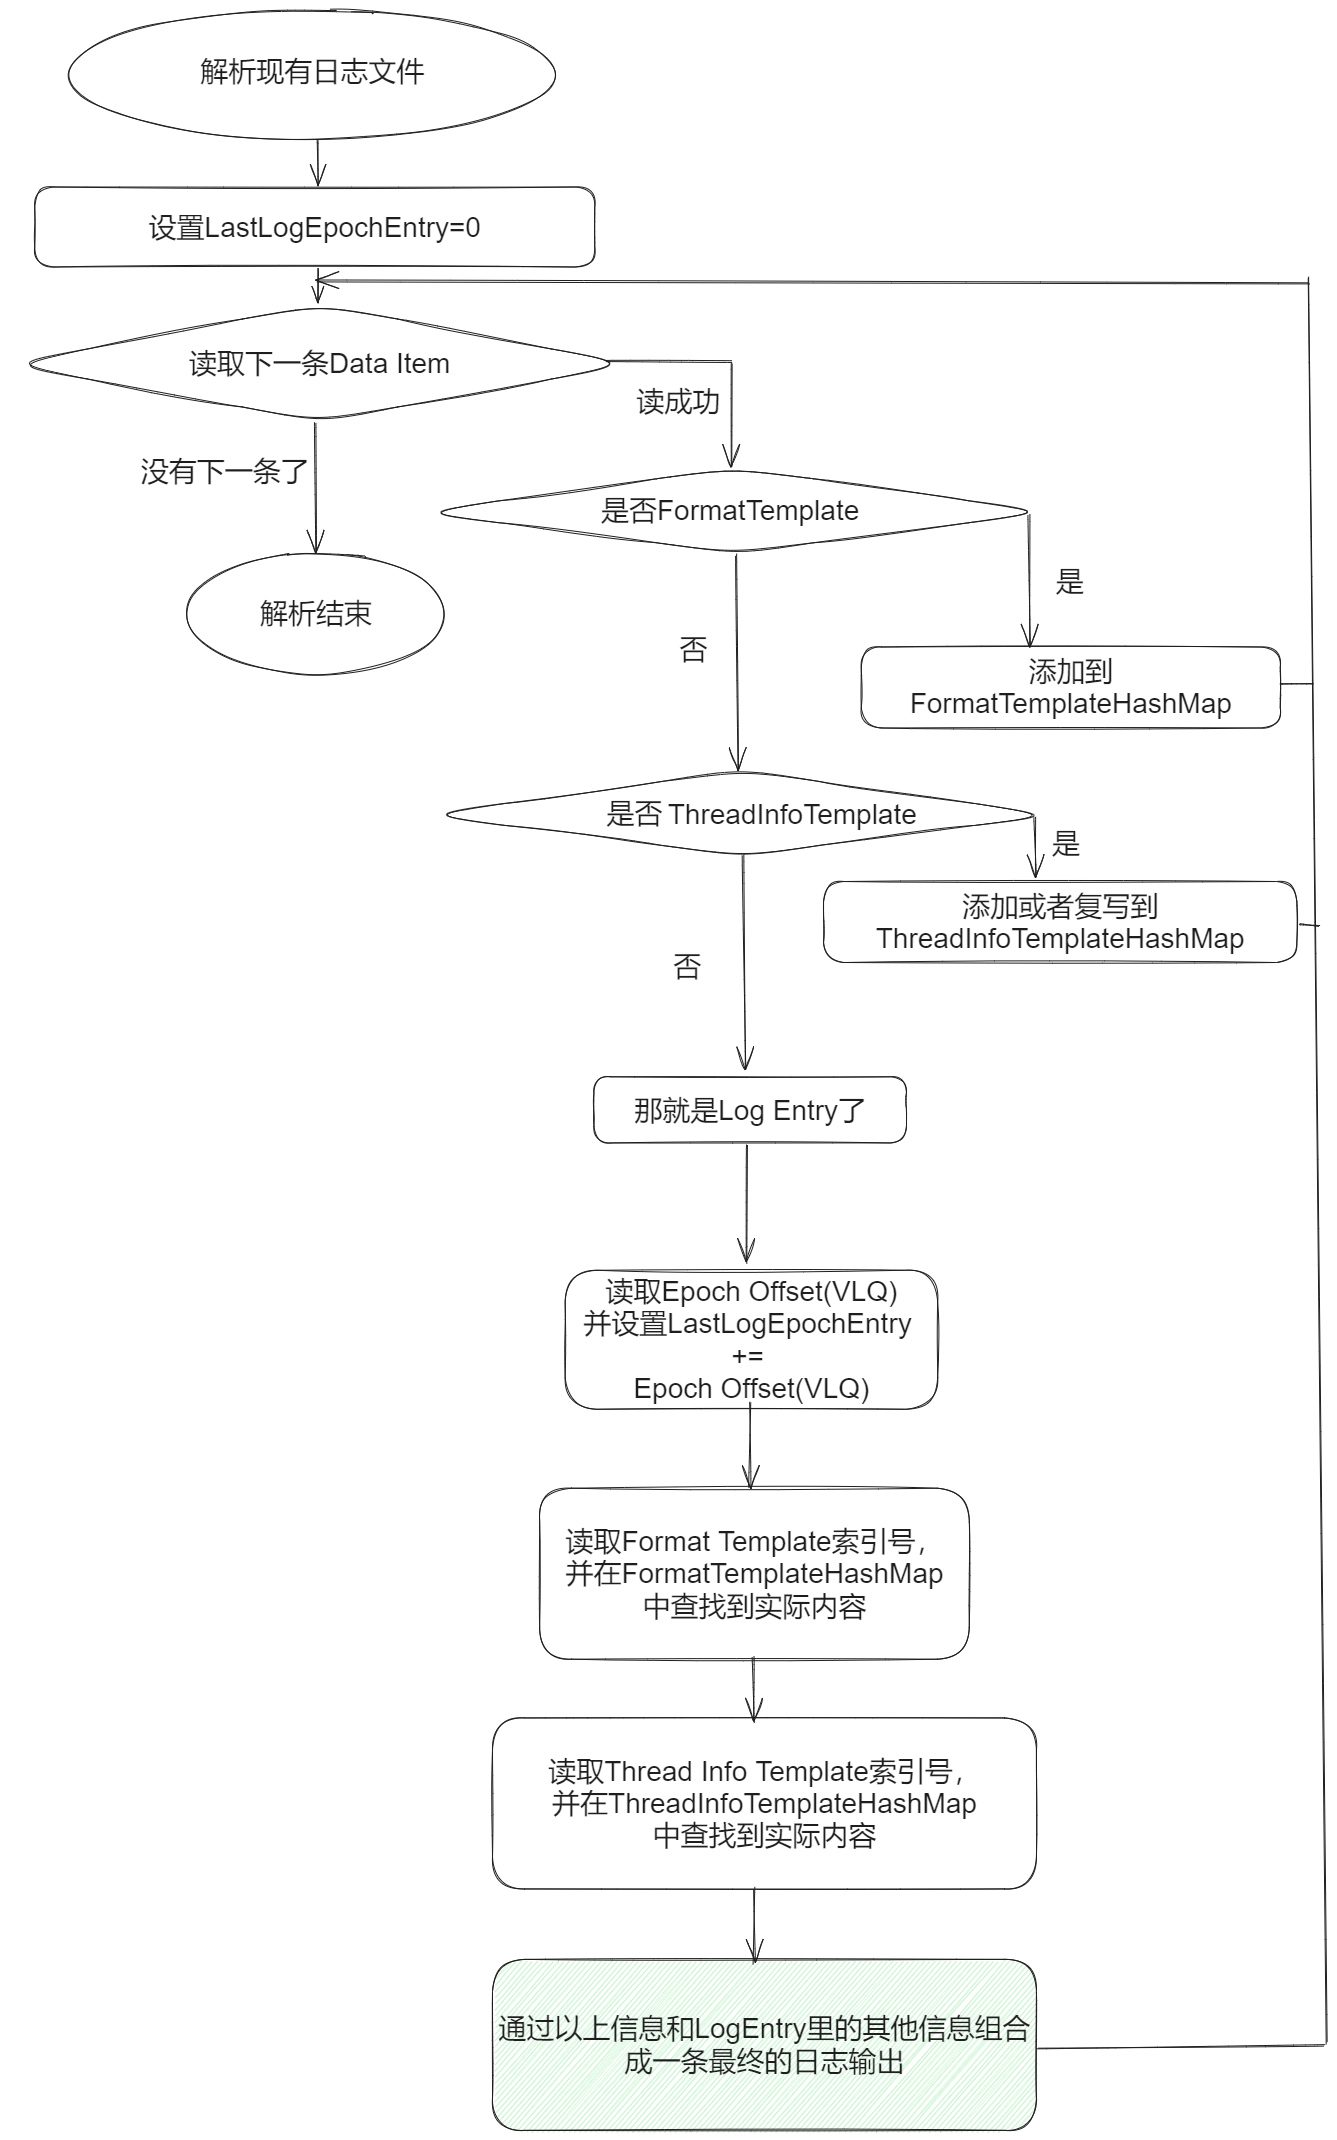 解析现有日志文件
设置LastLogEpochEntry=0
读取下一条Data Item
读成功
没有下一条了
是否FormatTemplate
是
解析结束
否
添加到
FormatTemplateHashMap
是否 ThreadInfoTemplate
是
添加或者复写到
ThreadInfoTemplateHashMap
否
那就是Log Entry了
读取Epoch Offset(VLQ)
并设置LastLogEpochEntry
+=
Epoch Offset(VLQ)
读取Format Template索引号，
并在FormatTemplateHashMap
中查找到实际内容
读取Thread Info Template索引号，
并在ThreadInfoTemplateHashMap
中查找到实际内容
通过以上信息和LogEntry里的其他信息组合
成一条最终的日志输出